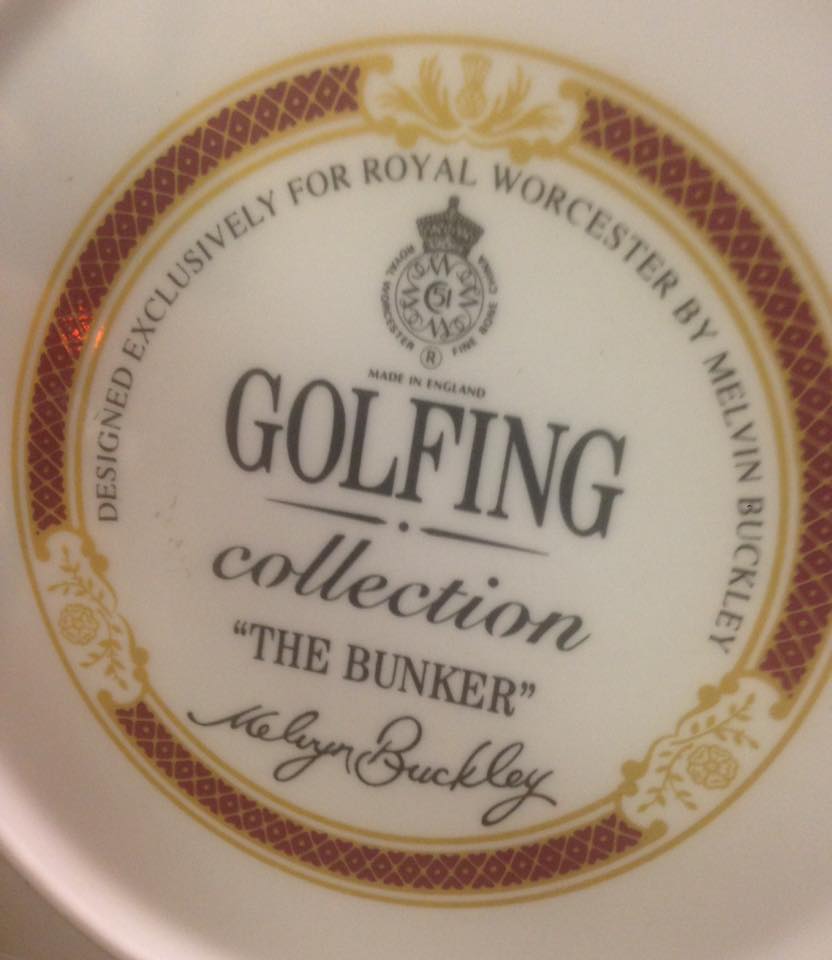 DESIGNED EXCLUSIVELY FOR ROYAL WORCESTER BY MELVIN BUCKLEY
ROYAL WORCESTER FINE BONE CHINA
51
®
MADE IN ENGLAND
GOLFING
collection
“THE BUNKER”
Melvyn Buckley